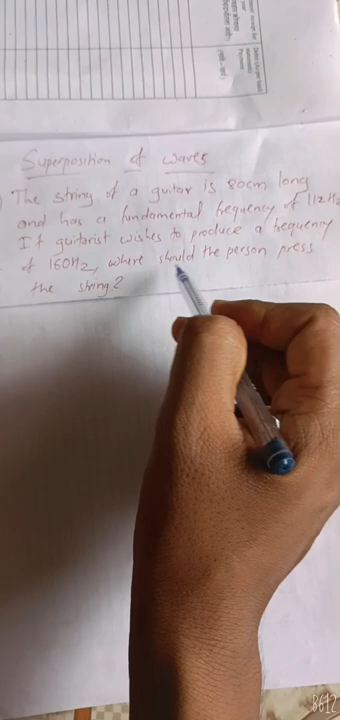 Superposition of waves
The string of a guitar is 80cm long
and has a fundamental frequency of 112Hz
If guitarist wishes to produce a frequency
of 160Hz, where should the person press
the string?
B612